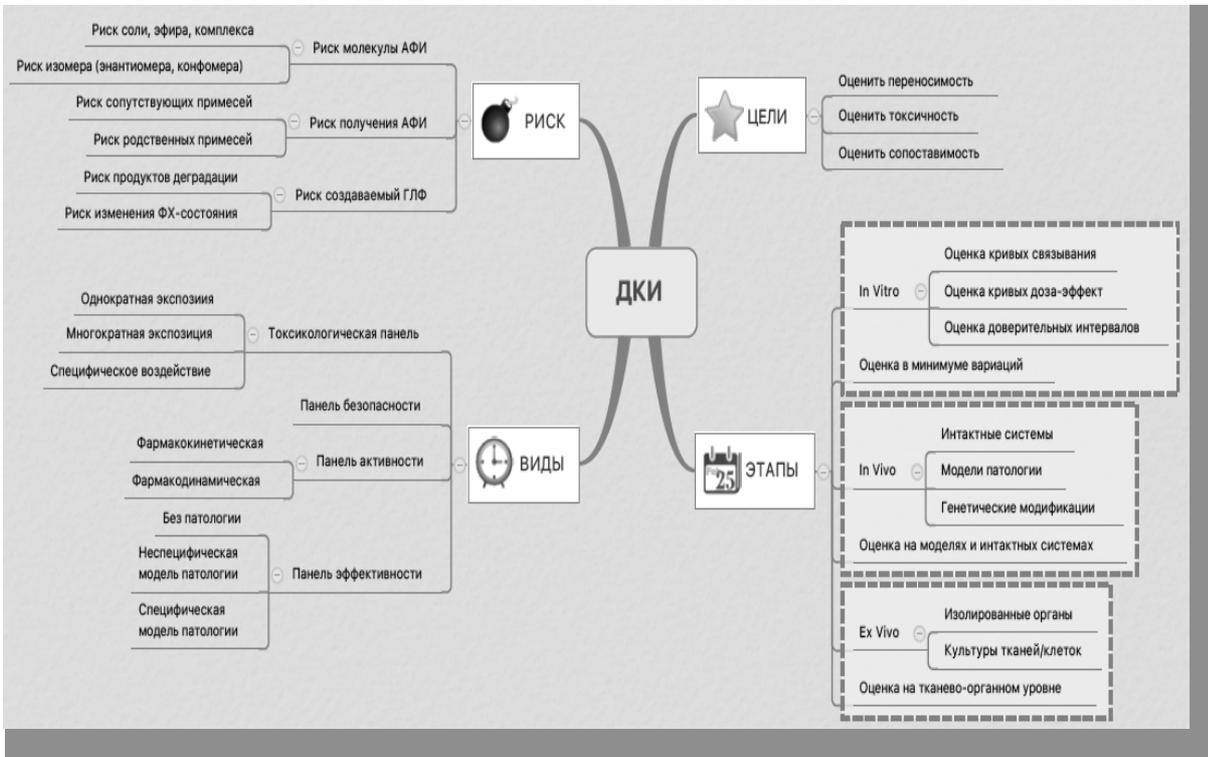 Риск соли, эфира, комплекса
Риск изомера (энантиомера, конфомера)
Риск молекулы АФИ
Риск сопутствующих примесей
Риск родственных примесей
Риск получения АФИ
Риск продуктов деградации
Риск изменения ФХ-состояния
Риск создаваемый ГЛФ
РИСК
ЦЕЛИ
Оценить переносимость
Оценить токсичность
Оценить сопоставимость
ДКИ
Однократная экспозиия
Многократная экспозиция
Специфическое воздействие
Токсикологическая панель
Панель безопасности
Фармакокинетическая
Фармакодинамическая
Панель активности
Без патологии
Неспецифическая
модель патологии
Специфическая
модель патологии
Панель эффективности
ВИДЫ
ЭТАПЫ
25
In Vitro
Оценка кривых связывания
Оценка кривых доза-эффект
Оценка доверительных интервалов
Оценка в минимуме вариаций
In Vivo
Интактные системы
Модели патологии
Генетические модификации
Оценка на моделях и интактных системах
Ex Vivo
Изолированные органы
Культуры тканей/клеток
Оценка на тканево-органном уровне